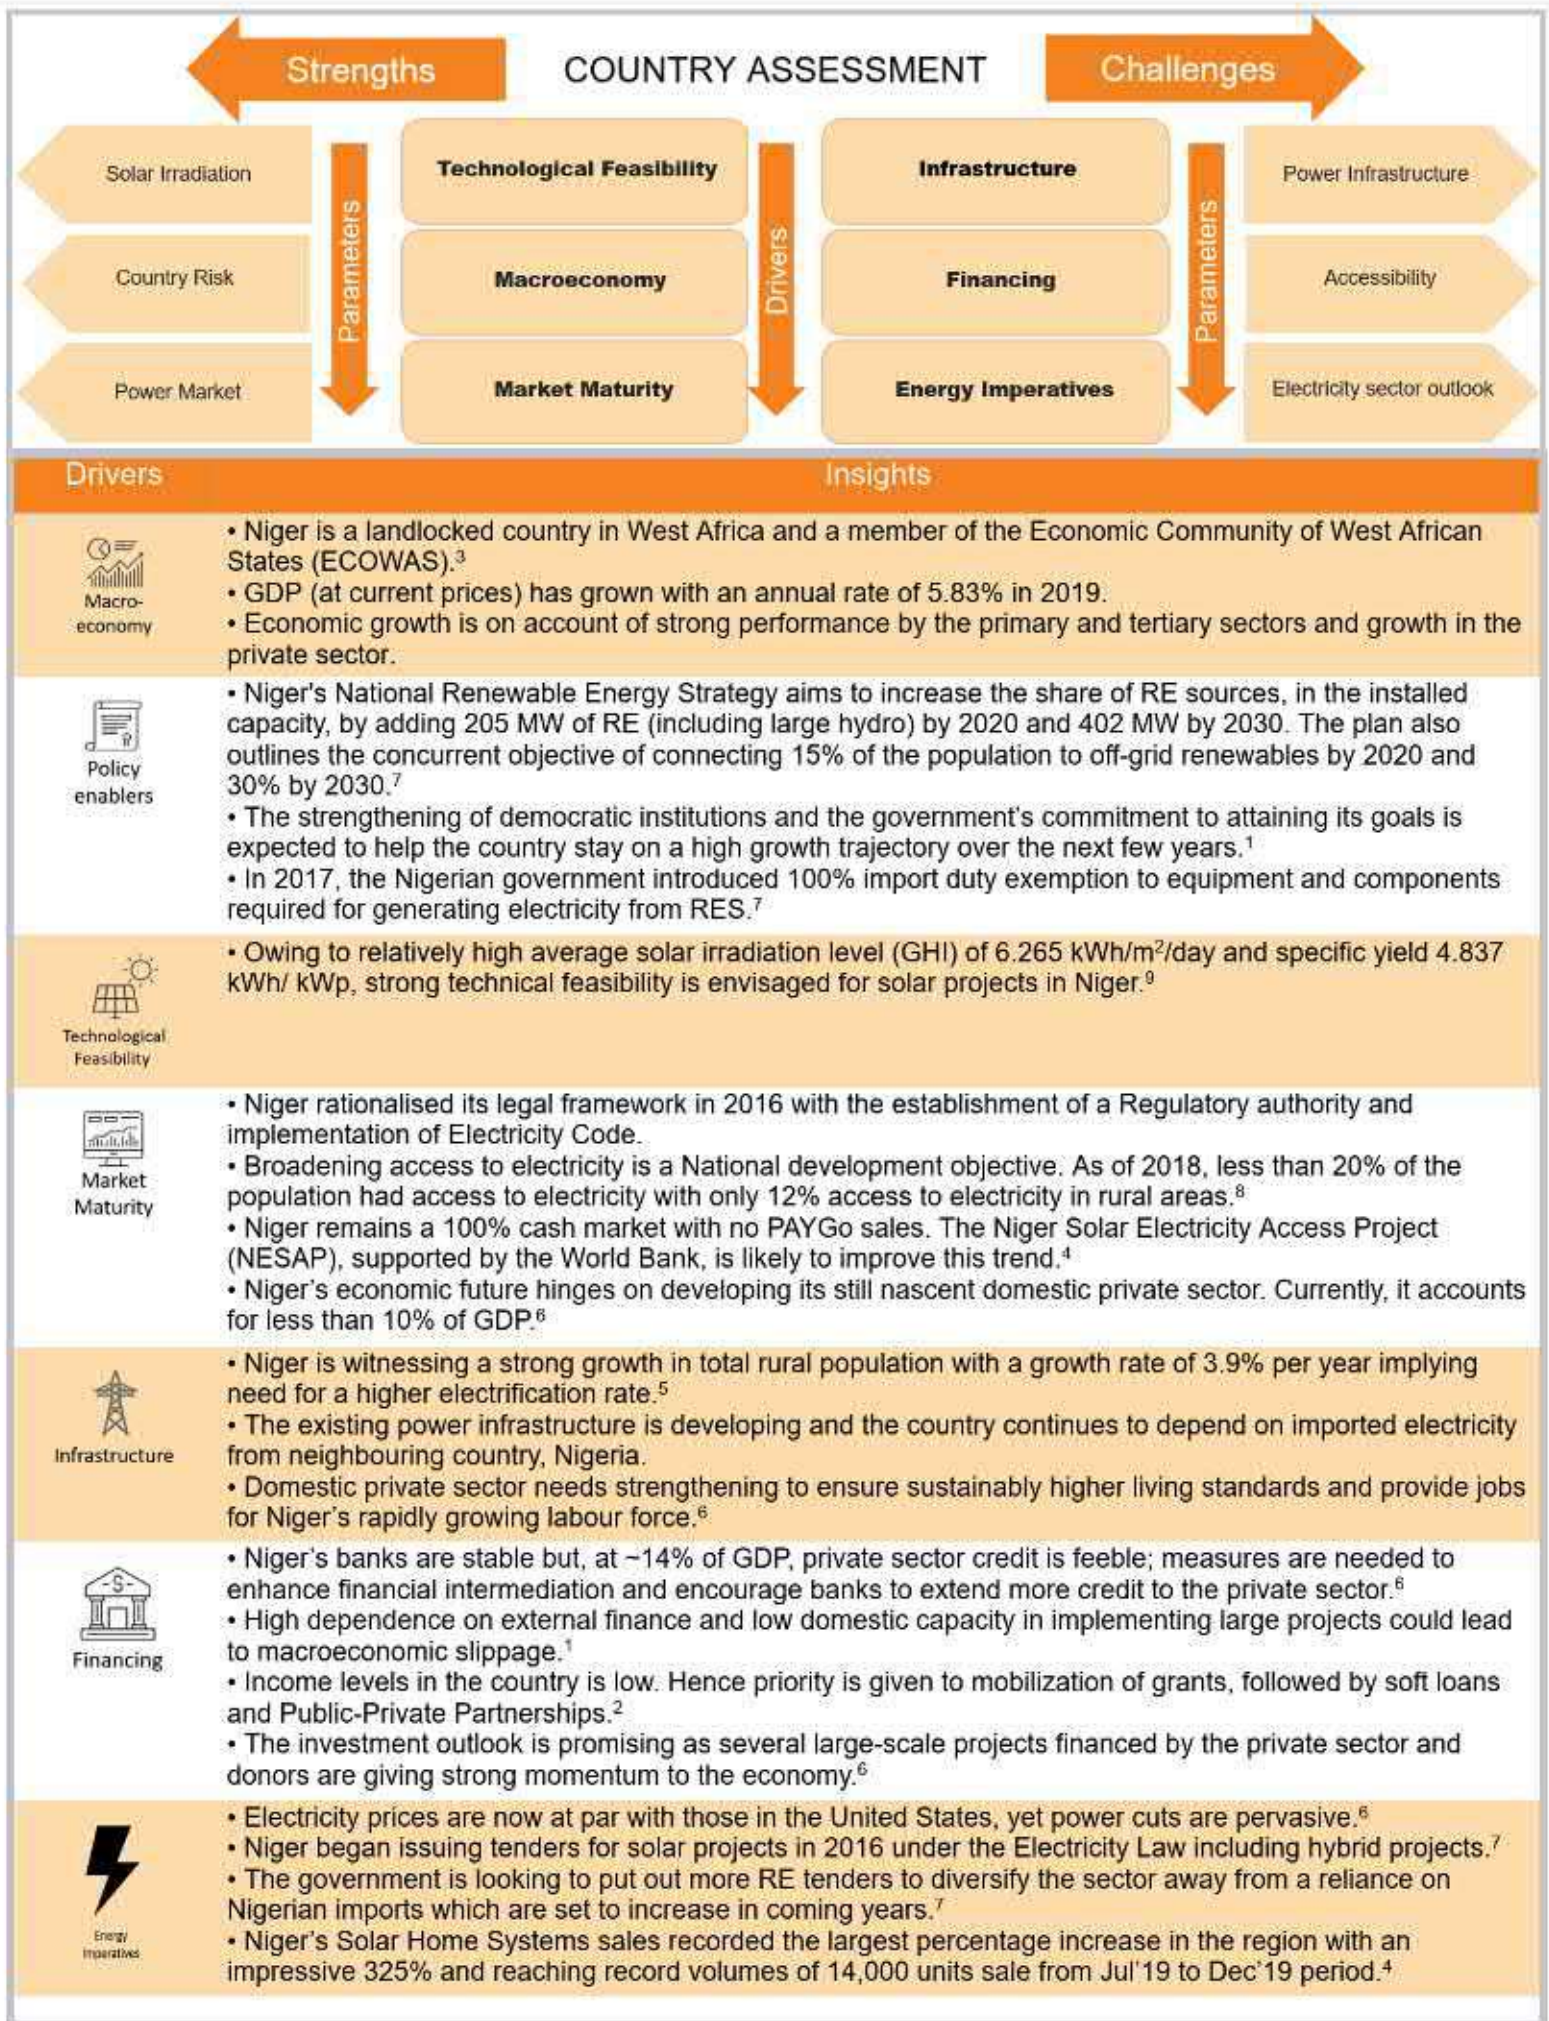 Strengths
COUNTRY ASSESSMENT
Challenges
Solar Irradiation
Country Risk
Power Market
Parameters
Technological Feasibility
Macroeconomy
Market Maturity
Drivers
Infrastructure
Financing
Energy Imperatives
Parameters
Power Infrastructure
Accessibility
Electricity sector outlook
Drivers
Insights
Macro-
economy
• Niger is a landlocked country in West Africa and a member of the Economic Community of West African
States (ECOWAS).³
• GDP (at current prices) has grown with an annual rate of 5.83% in 2019.
• Economic growth is on account of strong performance by the primary and tertiary sectors and growth in the
private sector.
Policy
enablers
• Niger's National Renewable Energy Strategy aims to increase the share of RE sources, in the installed
capacity, by adding 205 MW of RE (including large hydro) by 2020 and 402 MW by 2030. The plan also
outlines the concurrent objective of connecting 15% of the population to off-grid renewables by 2020 and
30% by 2030.⁷
• The strengthening of democratic institutions and the government's commitment to attaining its goals is
expected to help the country stay on a high growth trajectory over the next few years.¹
• In 2017, the Nigerian government introduced 100% import duty exemption to equipment and components
required for generating electricity from RES.⁷
Technological
Feasibility
• Owing to relatively high average solar irradiation level (GHI) of 6.265 kWh/m²/day and specific yield 4.837
kWh/ kWp, strong technical feasibility is envisaged for solar projects in Niger.⁹
Market
Maturity
• Niger rationalised its legal framework in 2016 with the establishment of a Regulatory authority and
implementation of Electricity Code.
• Broadening access to electricity is a National development objective. As of 2018, less than 20% of the
population had access to electricity with only 12% access to electricity in rural areas.⁸
• Niger remains a 100% cash market with no PAYGo sales. The Niger Solar Electricity Access Project
(NESAP), supported by the World Bank, is likely to improve this trend.⁴
• Niger's economic future hinges on developing its still nascent domestic private sector. Currently, it accounts
for less than 10% of GDP.⁶
Infrastructure
• Niger is witnessing a strong growth in total rural population with a growth rate of 3.9% per year implying
need for a higher electrification rate.⁵
• The existing power infrastructure is developing and the country continues to depend on imported electricity
from neighbouring country, Nigeria.
• Domestic private sector needs strengthening to ensure sustainably higher living standards and provide jobs
for Niger's rapidly growing labour force.⁶
-$-
Financing
• Niger's banks are stable but, at ~14% of GDP, private sector credit is feeble; measures are needed to
enhance financial intermediation and encourage banks to extend more credit to the private sector.⁶
• High dependence on external finance and low domestic capacity in implementing large projects could lead
to macroeconomic slippage.¹
• Income levels in the country is low. Hence priority is given to mobilization of grants, followed by soft loans
and Public-Private Partnerships.²
• The investment outlook is promising as several large-scale projects financed by the private sector and
donors are giving strong momentum to the economy.⁶
Energy
Imperatives
• Electricity prices are now at par with those in the United States, yet power cuts are pervasive.⁶
• Niger began issuing tenders for solar projects in 2016 under the Electricity Law including hybrid projects.⁷
• The government is looking to put out more RE tenders to diversify the sector away from a reliance on
Nigerian imports which are set to increase in coming years.⁷
• Niger's Solar Home Systems sales recorded the largest percentage increase in the region with an
impressive 325% and reaching record volumes of 14,000 units sale from Jul'19 to Dec'19 period.⁴